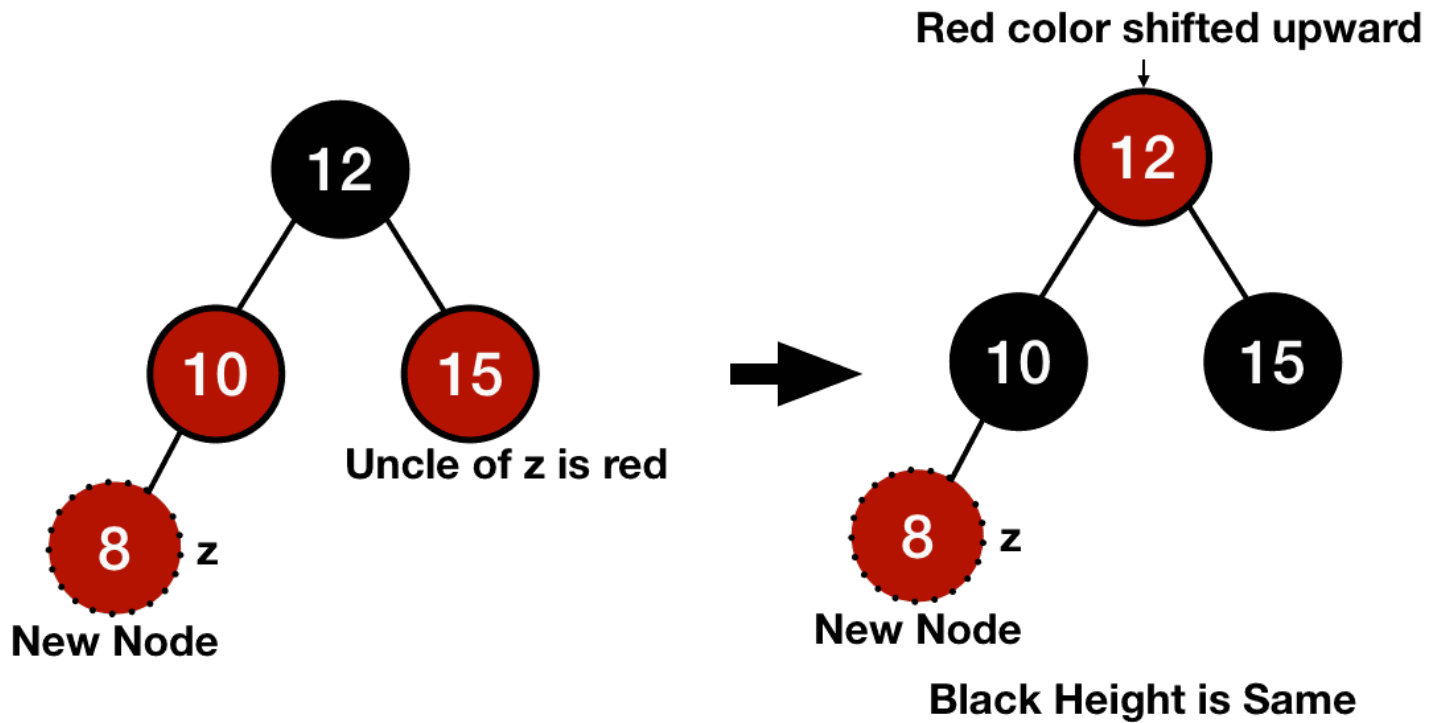 Red color shifted upward
12
10
15
Uncle of z is red
8
z
New Node
12
10
15
8
z
New Node
Black Height is Same